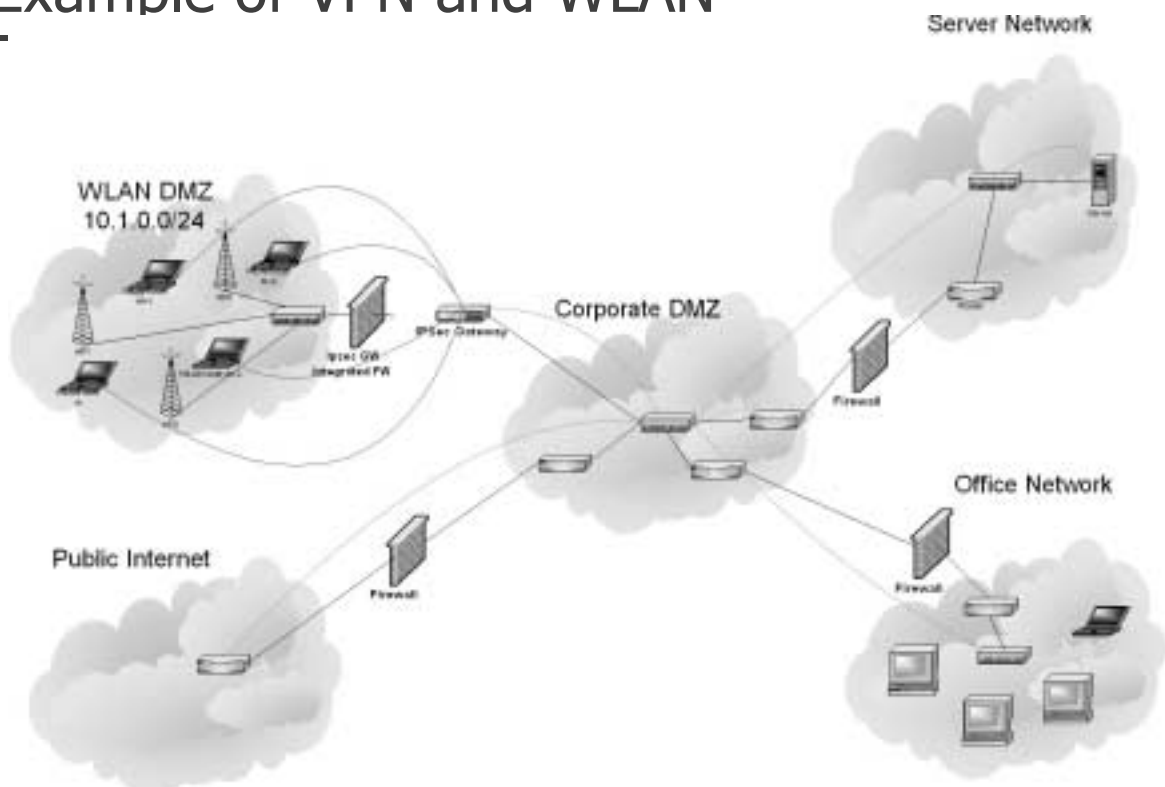 Example of VPN and WLAN
Server Network
WLAN DMZ
10.1.0.0/24
Corporate DMZ
IPSec Gateway
Ipsec GW
Integrated FW
Firewall
Office Network
Public Internet
Firewall
Firewall